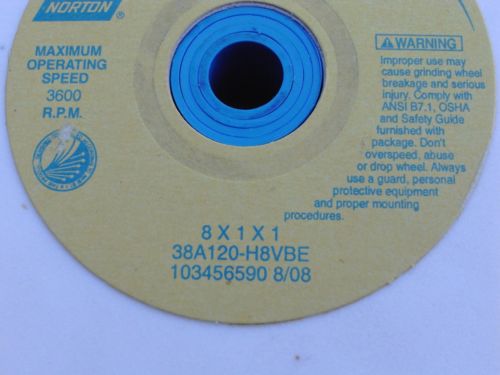 NORTON®
MAXIMUM
OPERATING
SPEED
3600
R.P.M.
⚠WARNING
Improper use may
cause grinding wheel
breakage and serious
injury. Comply with
ANSI B7.1, OSHA
and Safety Guide
furnished with
package. Don't
overspeed, abuse
or drop wheel. Always
use a guard, personal
protective equipment
and proper mounting
procedures.
8 X 1 X 1
38A120-H8VBE
103456590 8/08